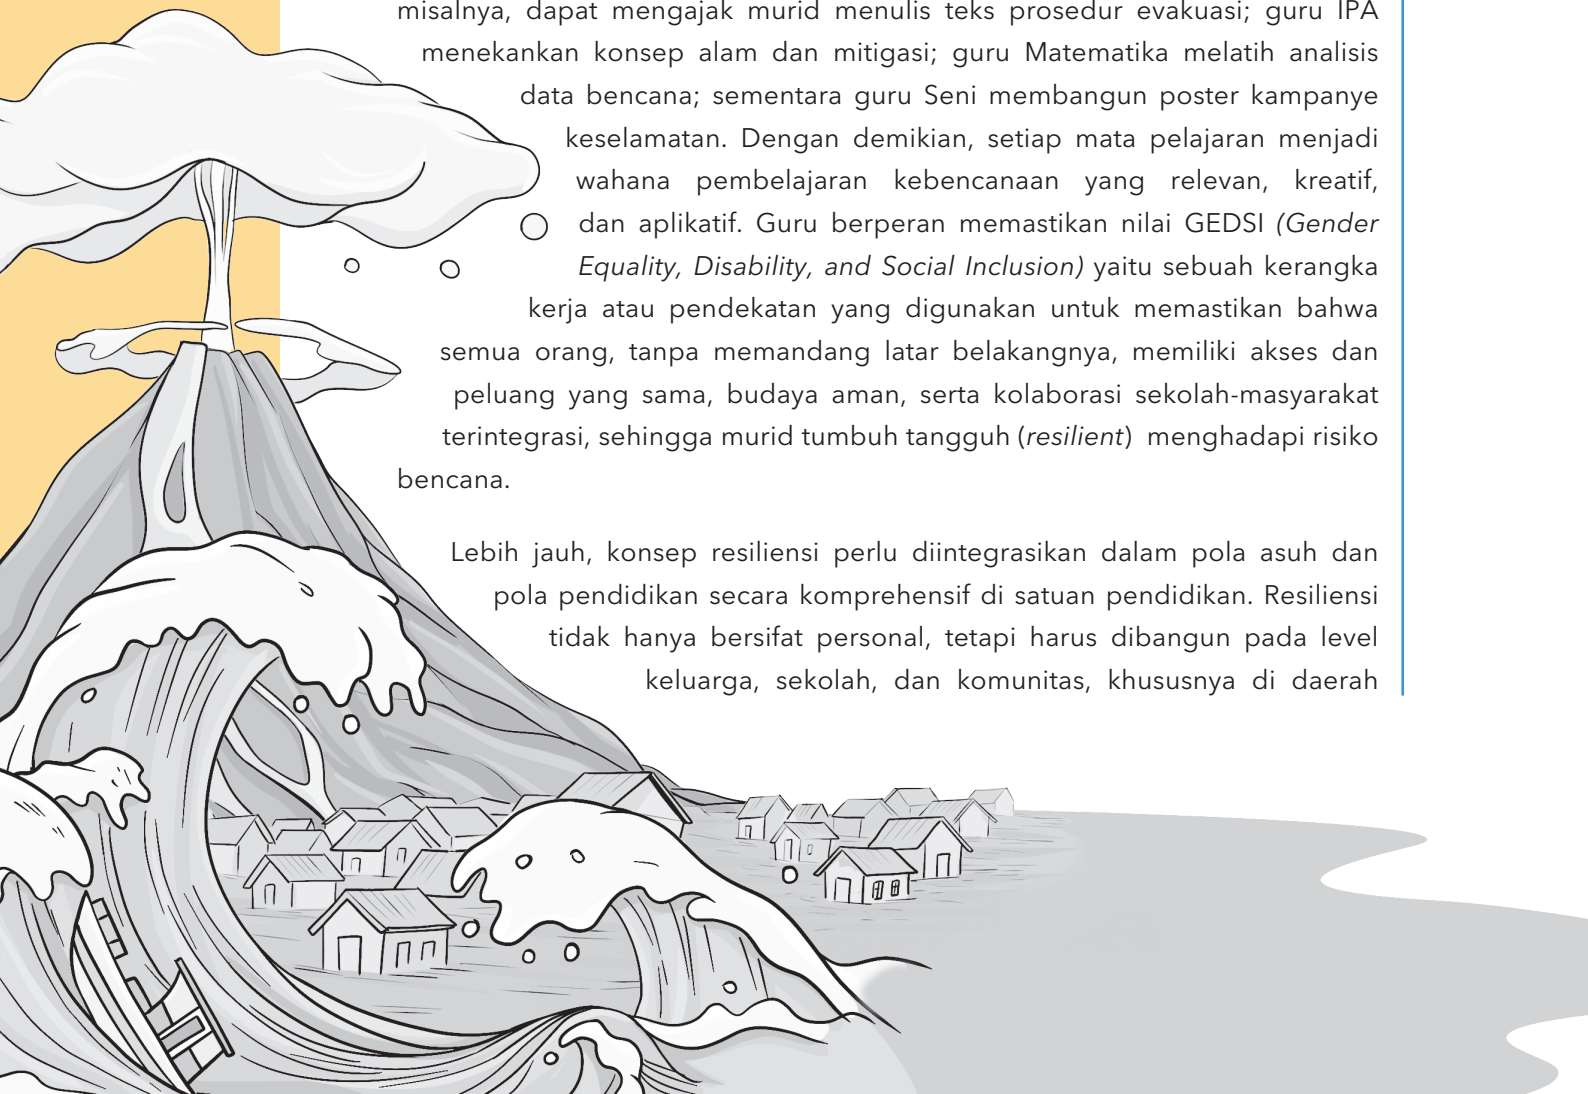 misalnya, dapat mengajak murid menulis teks prosedur evakuasi; guru IPA
menekankan konsep alam dan mitigasi; guru Matematika melatih analisis
data bencana; sementara guru Seni membangun poster kampanye
keselamatan. Dengan demikian, setiap mata pelajaran menjadi
wahana pembelajaran kebencanaan yang relevan, kreatif,
dan aplikatif. Guru berperan memastikan nilai GEDSI (Gender
Equality, Disability, and Social Inclusion) yaitu sebuah kerangka
kerja atau pendekatan yang digunakan untuk memastikan bahwa
semua orang, tanpa memandang latar belakangnya, memiliki akses dan
peluang yang sama, budaya aman, serta kolaborasi sekolah-masyarakat
terintegrasi, sehingga murid tumbuh tangguh (resilient) menghadapi risiko
bencana.
Lebih jauh, konsep resiliensi perlu diintegrasikan dalam pola asuh dan
pola pendidikan secara komprehensif di satuan pendidikan. Resiliensi
tidak hanya bersifat personal, tetapi harus dibangun pada level
keluarga, sekolah, dan komunitas, khususnya di daerah